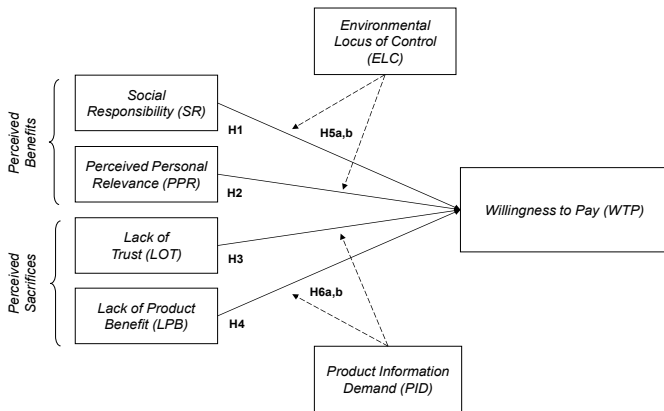 Environmental
Locus of Control
(ELC)
Perceived
Benefits
Social
Responsibility (SR)
H1
H5a,b
Perceived Personal
Relevance (PPR)
H2
Willingness to Pay (WTP)
Perceived
Sacrifices
Lack of
Trust (LOT)
H3
H6a,b
Lack of Product
Benefit (LPB)
H4
Product Information
Demand (PID)